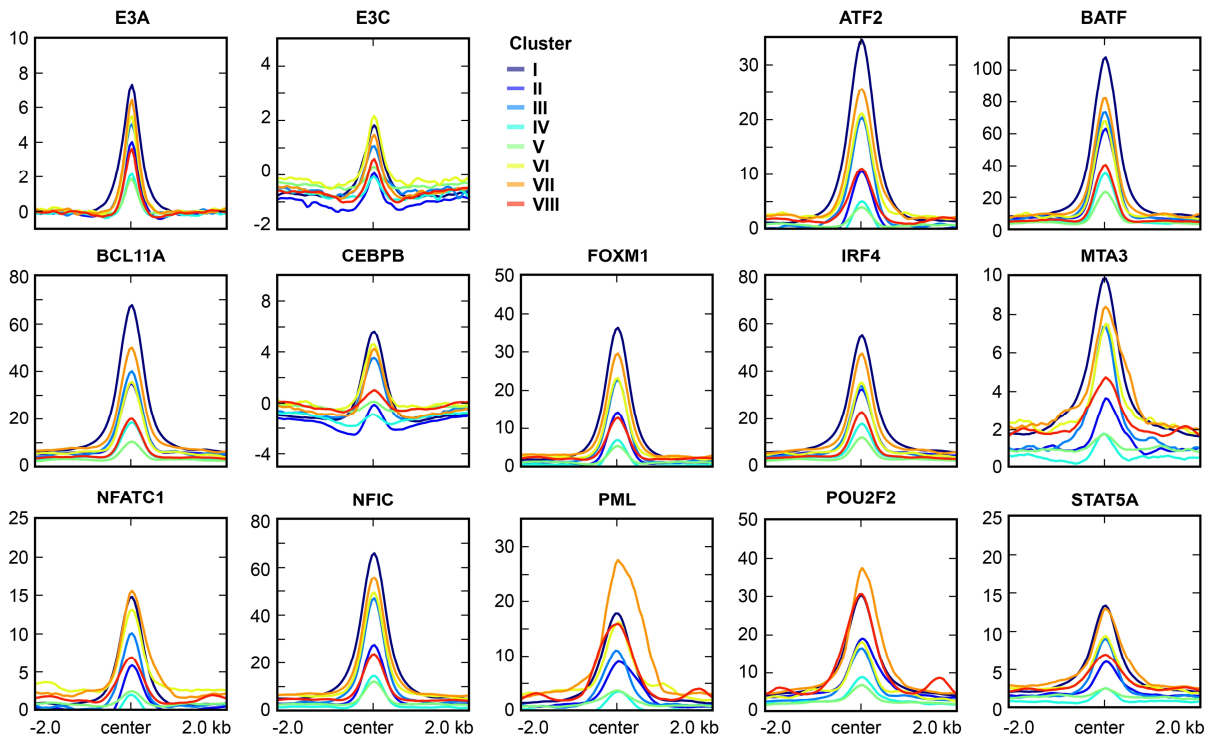 E3A
10
8
6
4
2
0
E3C
4
2
0
-2
Cluster
I
II
III
IV
V
VI
VII
VIII
ATF2
30
20
10
0
BATF
100
80
60
40
20
0
BCL11A
80
60
40
20
0
CEBPB
8
4
0
-4
FOXM1
50
40
30
20
10
0
IRF4
80
60
40
20
0
MTA3
10
8
6
4
2
0
NFATC1
25
20
15
10
5
0
-2.0 center 2.0 kb
NFIC
80
60
40
20
0
-2.0 center 2.0 kb
PML
30
20
10
0
-2.0 center 2.0 kb
POU2F2
50
40
30
20
10
0
-2.0 center 2.0 kb
STAT5A
25
20
15
10
5
0
-2.0 center 2.0 kb